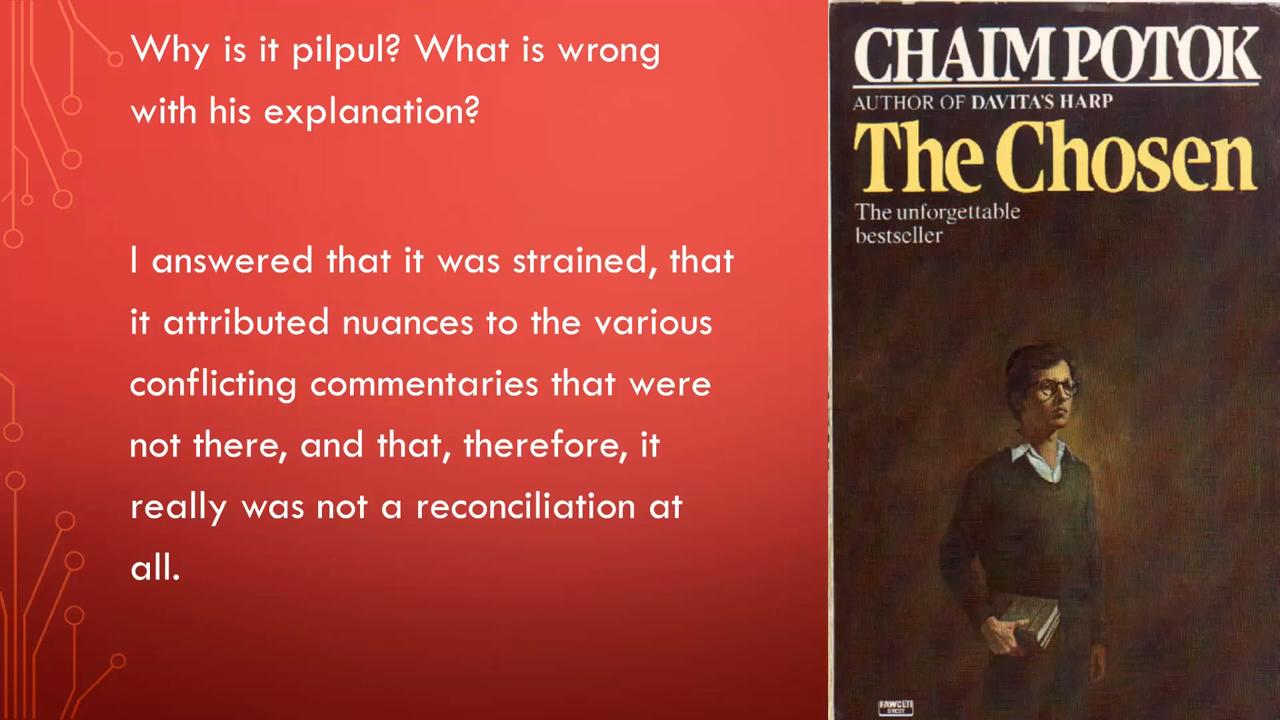 Why is it pilpul? What is wrong
with his explanation?
I answered that it was strained, that
it attributed nuances to the various
conflicting commentaries that were
not there, and that, therefore, it
really was not a reconciliation at
all.
CHAIM POTOK
AUTHOR OF DAVITA'S HARP
The Chosen
The unforgettable
bestseller
FAWCETT
CREST